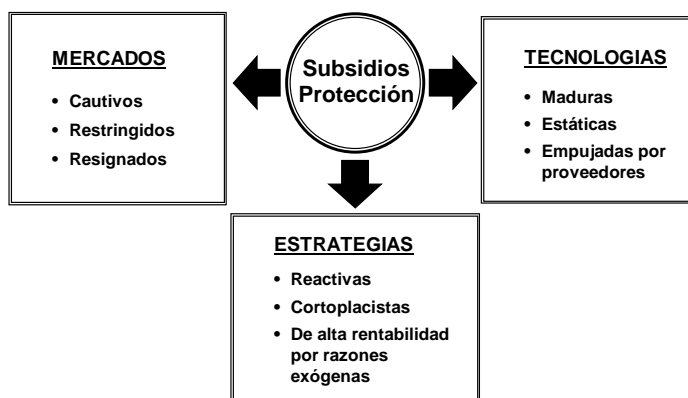 MERCADOS
• Cautivos
• Restringidos
• Resignados
Subsidios
Protección
TECNOLOGIAS
• Maduras
• Estáticas
• Empujadas por
proveedores
ESTRATEGIAS
• Reactivas
• Cortoplacistas
• De alta rentabilidad
por razones
exógenas